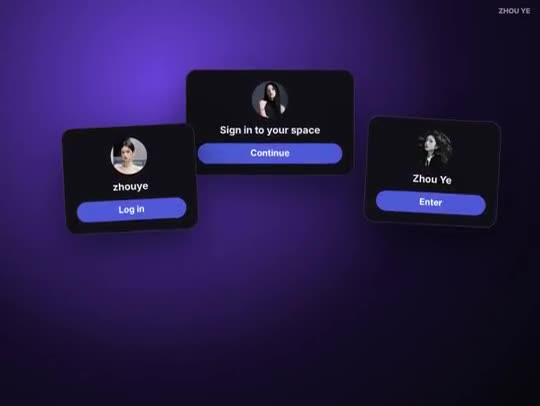 ZHOU YE
Sign in to your space
Continue
zhouye
Log in
Zhou Ye
Enter